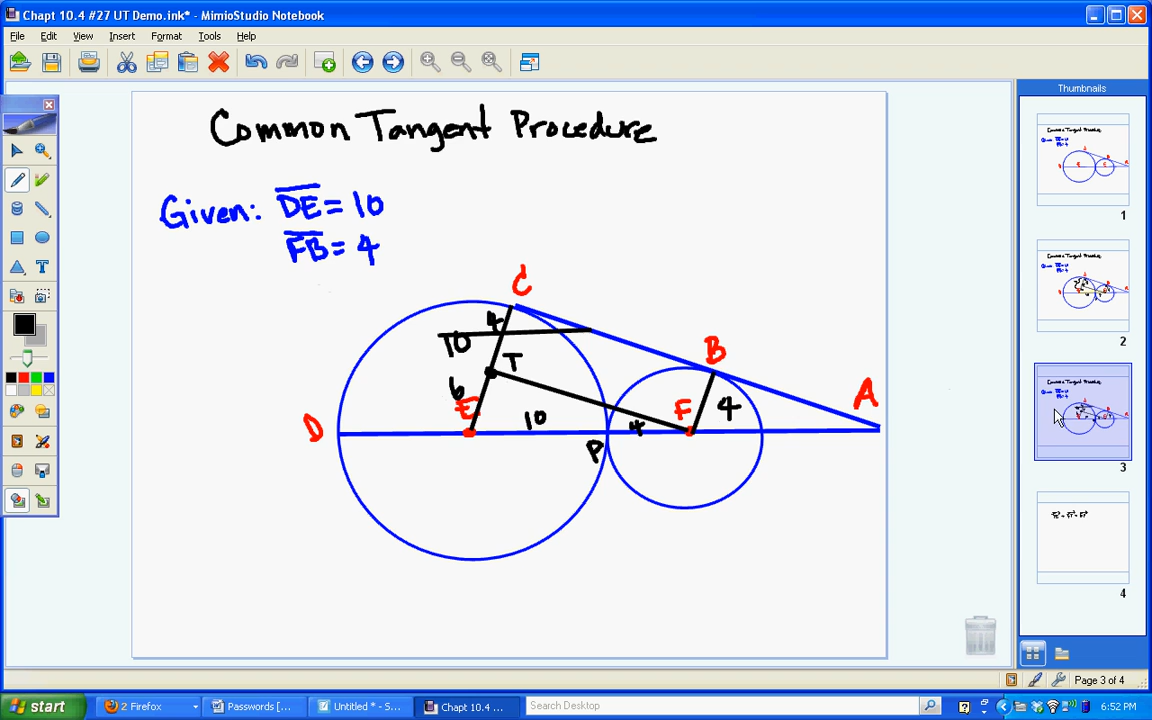 Chapt 10.4 #27 UT Demo.ink* - MimioStudio Notebook
File Edit View Insert Format Tools Help
Thumbnails
Common Tangent Procedure
Given: DE = 10
FB = 4
C
4
10
T
B
6
E
10
F
4
4
A
D
P
1
2
3
4
Page 3 of 4
start
2 Firefox
Passwords [...
Untitled * - S...
Chapt 10.4 ...
Search Desktop
6:52 PM